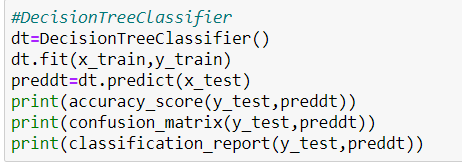 #DecisionTreeClassifier
dt=DecisionTreeClassifier()
dt.fit(x_train,y_train)
preddt=dt.predict(x_test)
print(accuracy_score(y_test,preddt))
print(confusion_matrix(y_test,preddt))
print(classification_report(y_test,preddt))